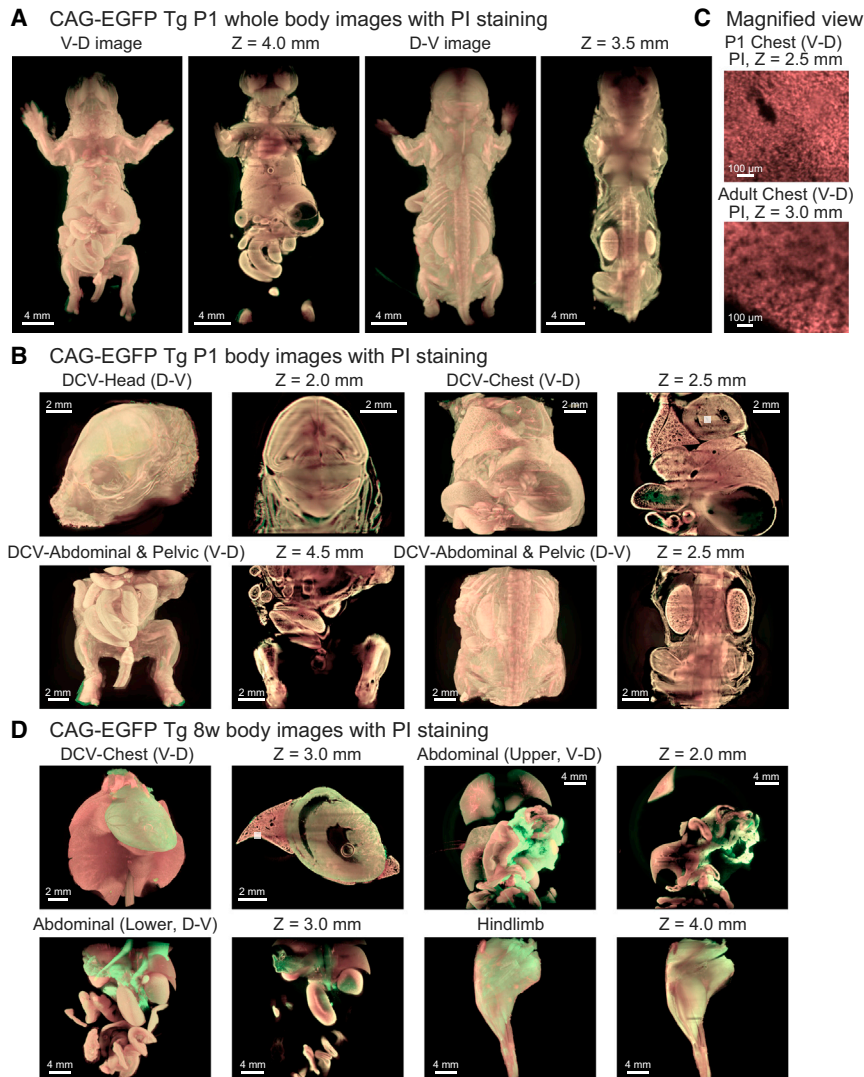 A CAG-EGFP Tg P1 whole body images with PI staining
V-D image
Z = 4.0 mm
D-V image
Z = 3.5 mm
4 mm
4 mm
4 mm
4 mm
C Magnified view
P1 Chest (V-D)
PI, Z = 2.5 mm
100 µm
Adult Chest (V-D)
PI, Z = 3.0 mm
100 µm
B CAG-EGFP Tg P1 body images with PI staining
DCV-Head (D-V)
Z = 2.0 mm
DCV-Chest (V-D)
Z = 2.5 mm
2 mm
2 mm
2 mm
2 mm
DCV-Abdominal & Pelvic (V-D)
Z = 4.5 mm
DCV-Abdominal & Pelvic (D-V)
Z = 2.5 mm
2 mm
2 mm
2 mm
2 mm
D CAG-EGFP Tg 8w body images with PI staining
DCV-Chest (V-D)
Z = 3.0 mm
Abdominal (Upper, V-D)
Z = 2.0 mm
2 mm
2 mm
4 mm
4 mm
Abdominal (Lower, D-V)
Z = 3.0 mm
Hindlimb
Z = 4.0 mm
4 mm
4 mm
4 mm
4 mm